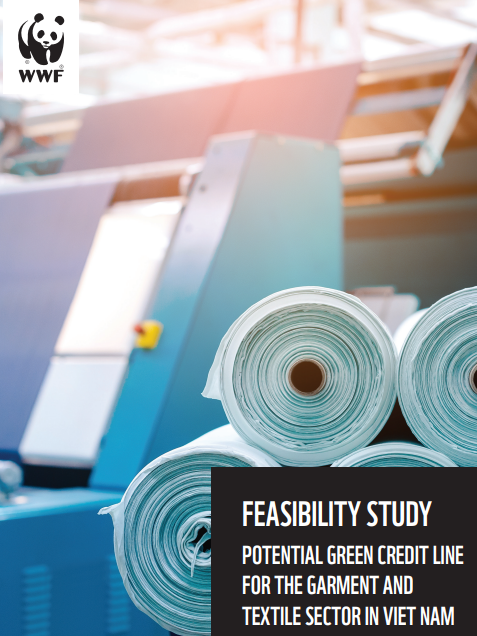 WWF
FEASIBILITY STUDY
POTENTIAL GREEN CREDIT LINE
FOR THE GARMENT AND
TEXTILE SECTOR IN VIET NAM